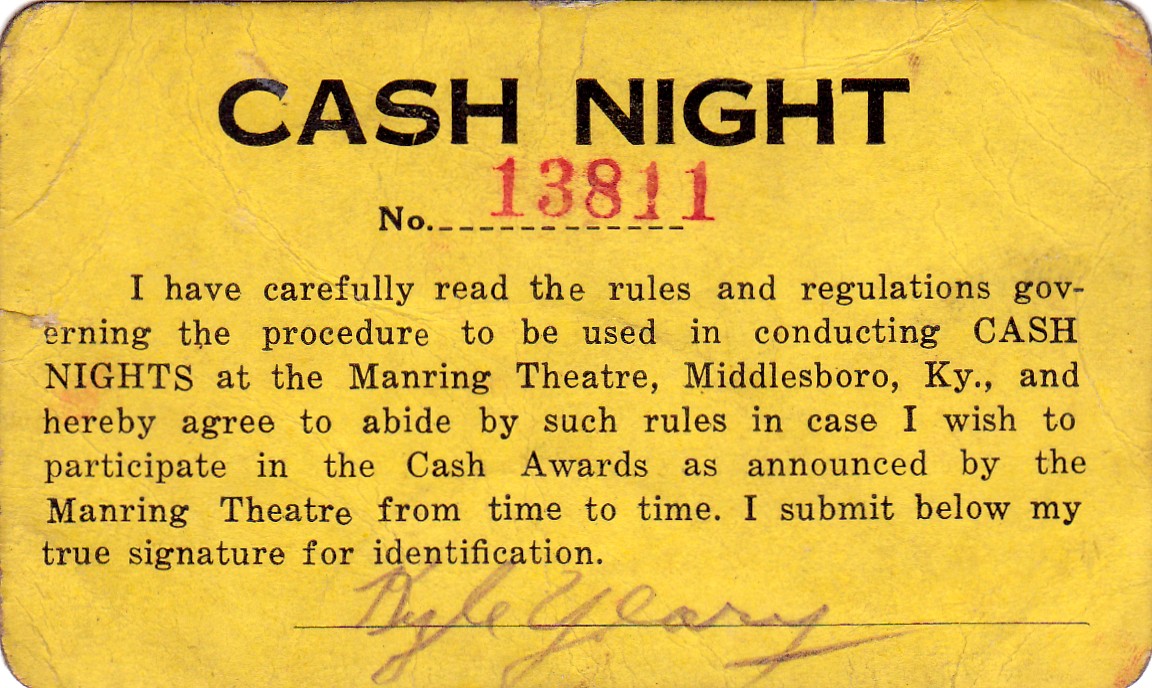 CASH NIGHT
No. 13811
I have carefully read the rules and regulations gov-
erning the procedure to be used in conducting CASH
NIGHTS at the Manring Theatre, Middlesboro, Ky., and
hereby agree to abide by such rules in case I wish to
participate in the Cash Awards as announced by the
Manring Theatre from time to time. I submit below my
true signature for identification.
Kyle Yeary